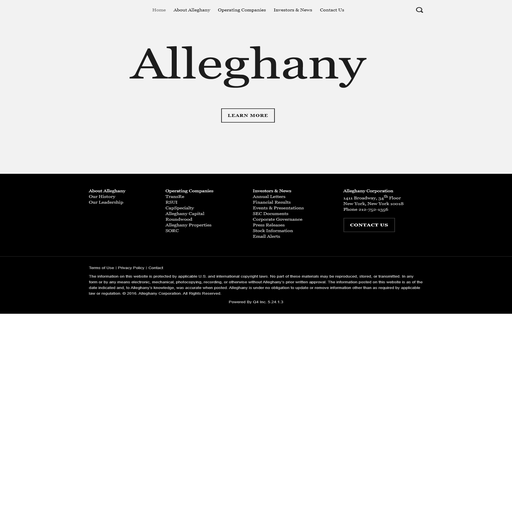 Home About Alleghany Operating Companies Investors & News Contact Us
Alleghany
LEARN MORE
About Alleghany
Our History
Our Leadership
Operating Companies
TransRe
RSUI
CapSpecialty
Alleghany Capital
Roundwood
Alleghany Properties
SORC
Investors & News
Annual Letters
Financial Results
Events & Presentations
SEC Documents
Corporate Governance
Press Releases
Stock Information
Email Alerts
Alleghany Corporation
1411 Broadway, 34th Floor
New York, New York 10018
Phone 212-752-1356
CONTACT US
Terms of Use | Privacy Policy | Contact
The information on this website is protected by applicable U.S. and international copyright laws. No part of these materials may be reproduced, stored, or transmitted, in any
form or by any means electronic, mechanical, photocopying, recording, or otherwise without Alleghany's prior written approval. The information posted on this website is as of the
date indicated and, to Alleghany's knowledge, was accurate when posted. Alleghany is under no obligation to update or remove information other than as required by applicable
law or regulation. © 2019. Alleghany Corporation. All Rights Reserved.
Powered By Q4 Inc. 5.24.1.3